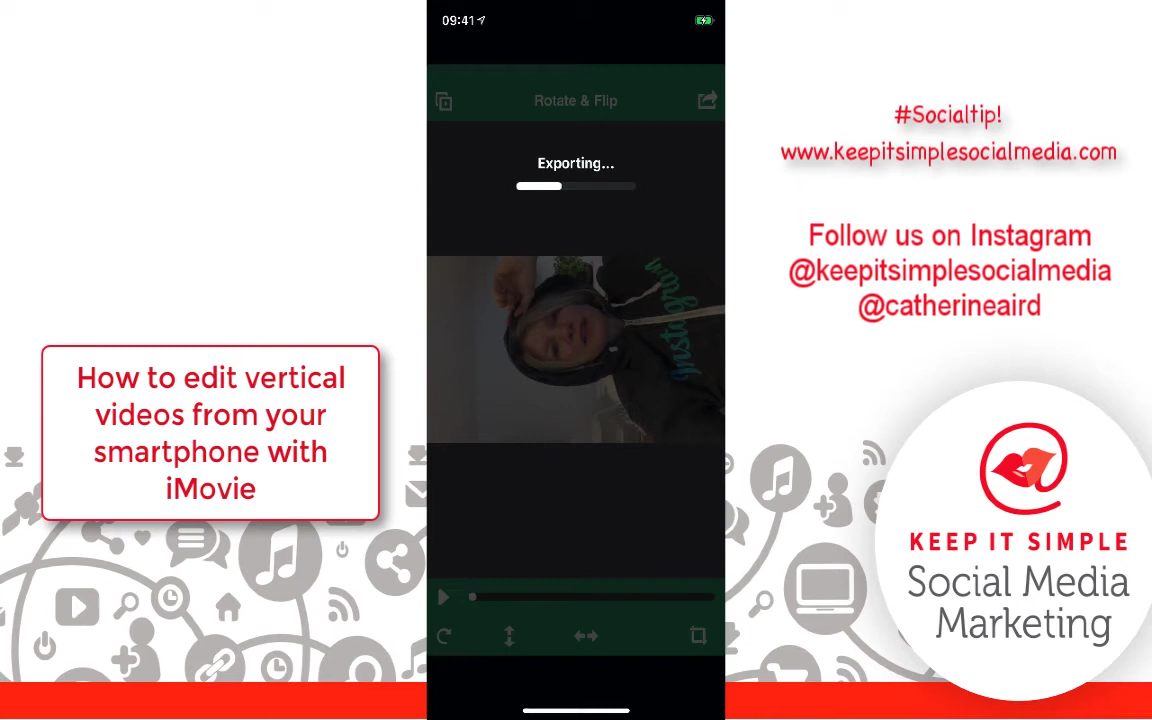 09:41
Rotate & Flip
Exporting...
Instagram
#Socialtip!
www.keepitsimplesocialmedia.com
Follow us on Instagram
@keepitsimplesocialmedia
@catherineaird
How to edit vertical
videos from your
smartphone with
iMovie
KEEP IT SIMPLE
Social Media
Marketing